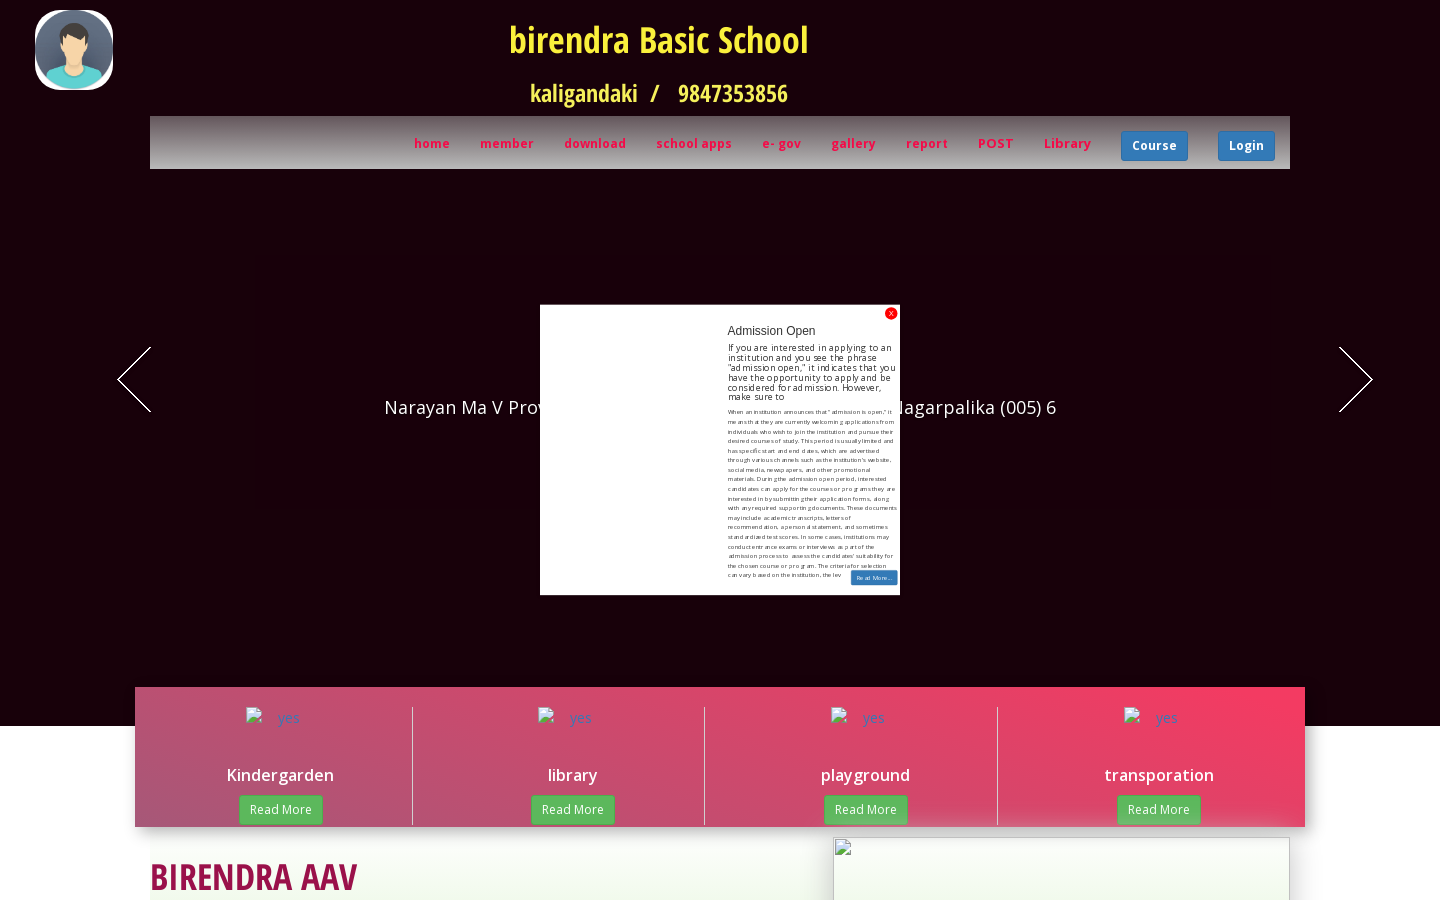 birendra Basic School
kaligandaki / 9847353856
home member download school apps e- gov gallery report POST Library Course Login
X
Admission Open
If you are interested in applying to an
institution and you see the phrase
"admission open," it indicates that you
have the opportunity to apply and be
considered for admission. However,
make sure to
When an institution announces that "admission is open," it
means that they are currently welcoming applications from
individuals who wish to join the institution and pursue their
desired courses of study. This period is usually limited and
has specific start and end dates, which are advertised
through various channels such as the institution's website,
social media, newspapers, and other promotional
materials. During the admission open period, interested
candidates can apply for the courses or programs they are
interested in by submitting their application forms, along
with any required supporting documents. These documents
may include academic transcripts, letters of
recommendation, a personal statement, and sometimes
standardized test scores. In some cases, institutions may
conduct entrance exams or interviews as part of the
admission process to assess the candidates' suitability for
the chosen course or program. The criteria for selection
can vary based on the institution, the lev
Read More...
Narayan Ma V Prov Nagarpalika (005) 6
yes yes yes yes
Kindergarden library playground transporation
Read More Read More Read More Read More
BIRENDRA AAV